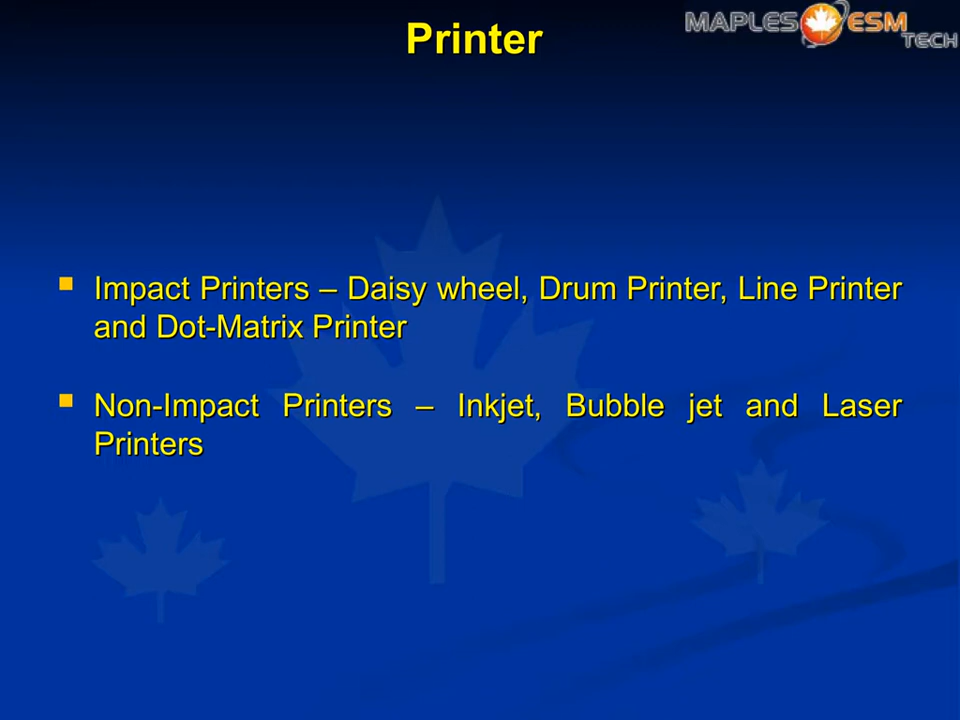 Printer
MAPLES ESM
TECH
Impact Printers – Daisy wheel, Drum Printer, Line Printer
and Dot-Matrix Printer
Non-Impact Printers – Inkjet, Bubble jet and Laser
Printers